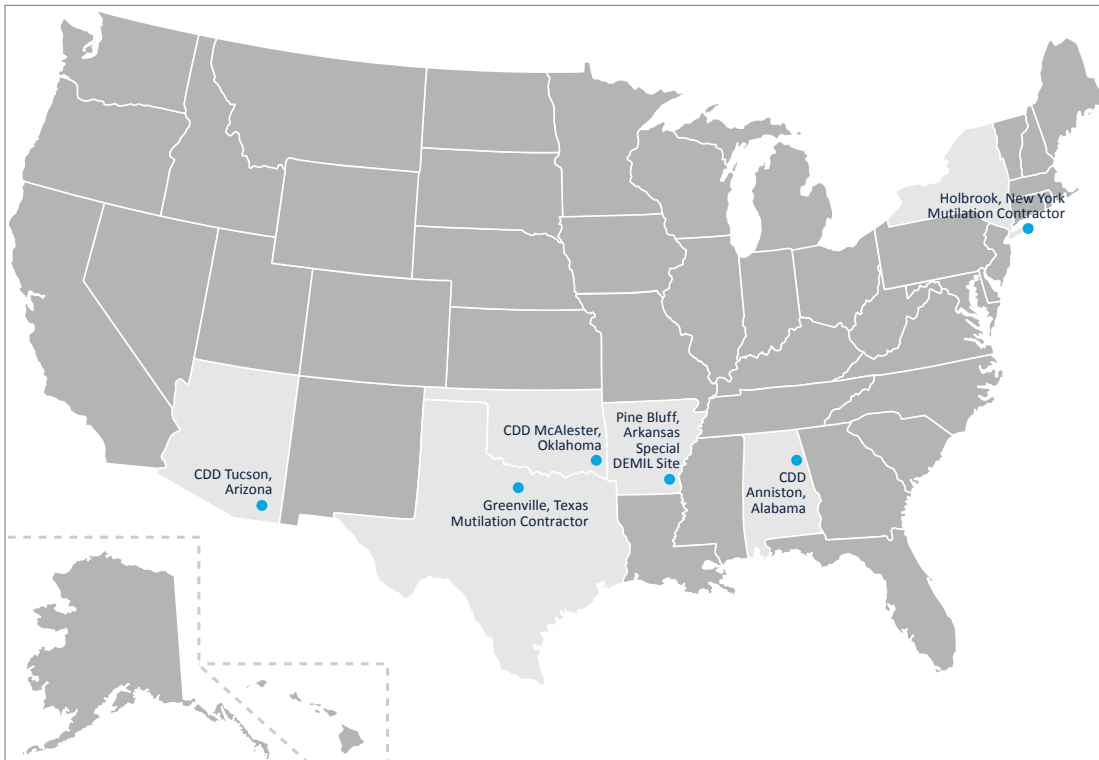 Holbrook, New York
Mutilation Contractor
CDD McAlester,
Oklahoma
Pine Bluff,
Arkansas
Special
DEMIL Site
CDD Tucson,
Arizona
Greenville, Texas
Mutilation Contractor
CDD
Anniston,
Alabama